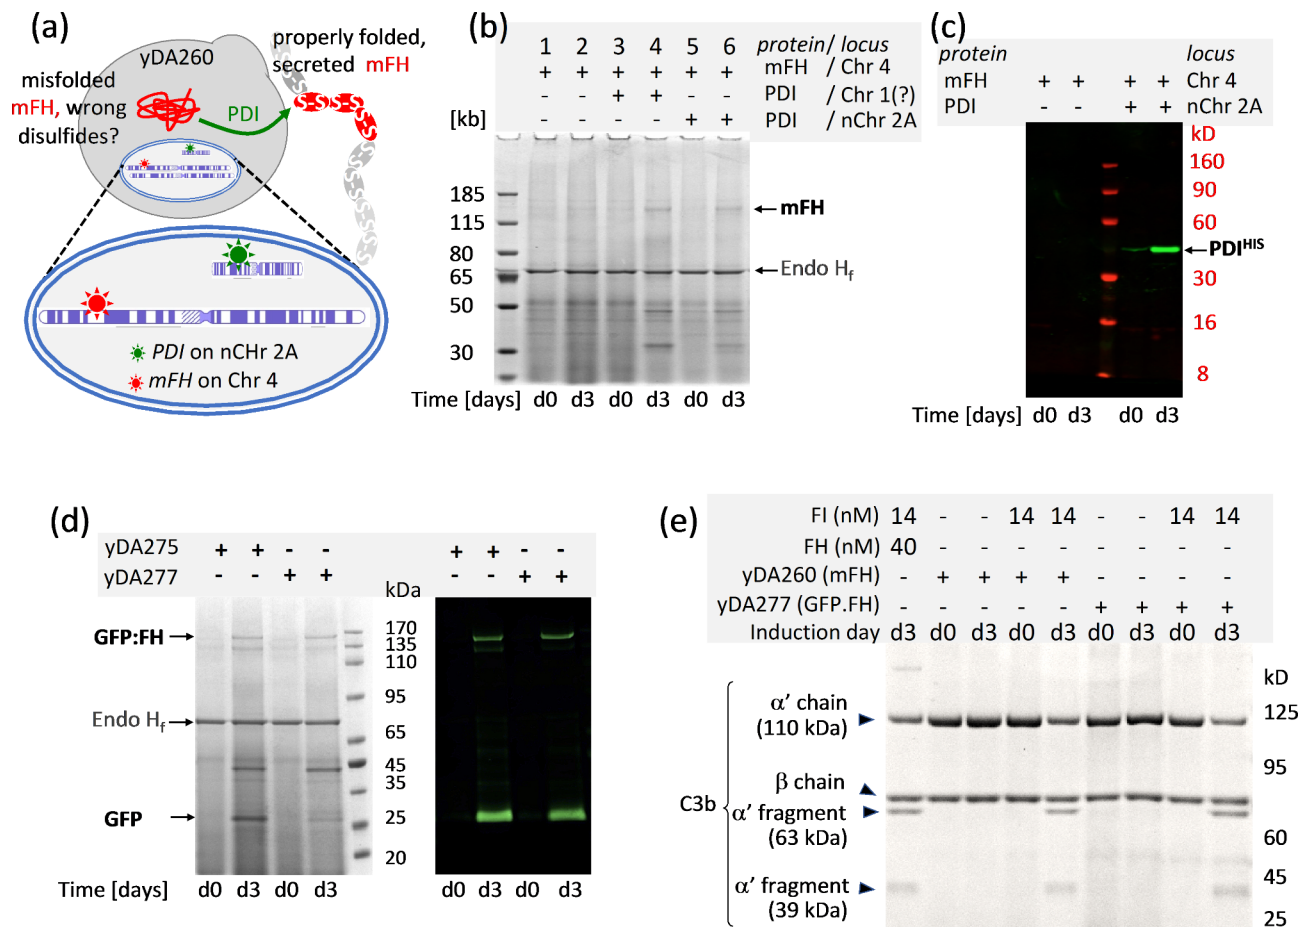 (a)
yDA260
properly folded,
secreted mFH
misfolded
mFH, wrong
disulfides?
PDI
S S S S S S S S
PDI on nCHr 2A
mFH on Chr 4
(b)
1 2 3 4 5 6 protein/ locus
+ + + + + + mFH / Chr 4
- - + + - - PDI / Chr 1(?)
- - - - + + PDI / nChr 2A
[kb]
185
115
80
65
50
30
mFH
Endo Hf
Time [days] d0 d3 d0 d3 d0 d3
(c)
protein locus
mFH + + + + Chr 4
PDI - - + + nChr 2A
kD
160
90
60
30
16
8
PDIHIS
Time [days] d0 d3 d0 d3
(d)
yDA275 + + - - + + - -
yDA277 - - + + - - + +
kDa
GFP:FH
Endo Hf
GFP
170
135
110
95
65
45
35
25
20
Time [days] d0 d3 d0 d3 d0 d3 d0 d3
(e)
FI (nM) 14 - - 14 14 - - 14 14
FH (nM) 40 - - - - - - - -
yDA260 (mFH) - + + + + - - - -
yDA277 (GFP.FH) - - - - - + + + +
Induction day d3 d0 d3 d0 d3 d0 d3 d0 d3
kD
C3b
α’ chain
(110 kDa)
β chain
α’ fragment
(63 kDa)
α’ fragment
(39 kDa)
125
95
60
45
25